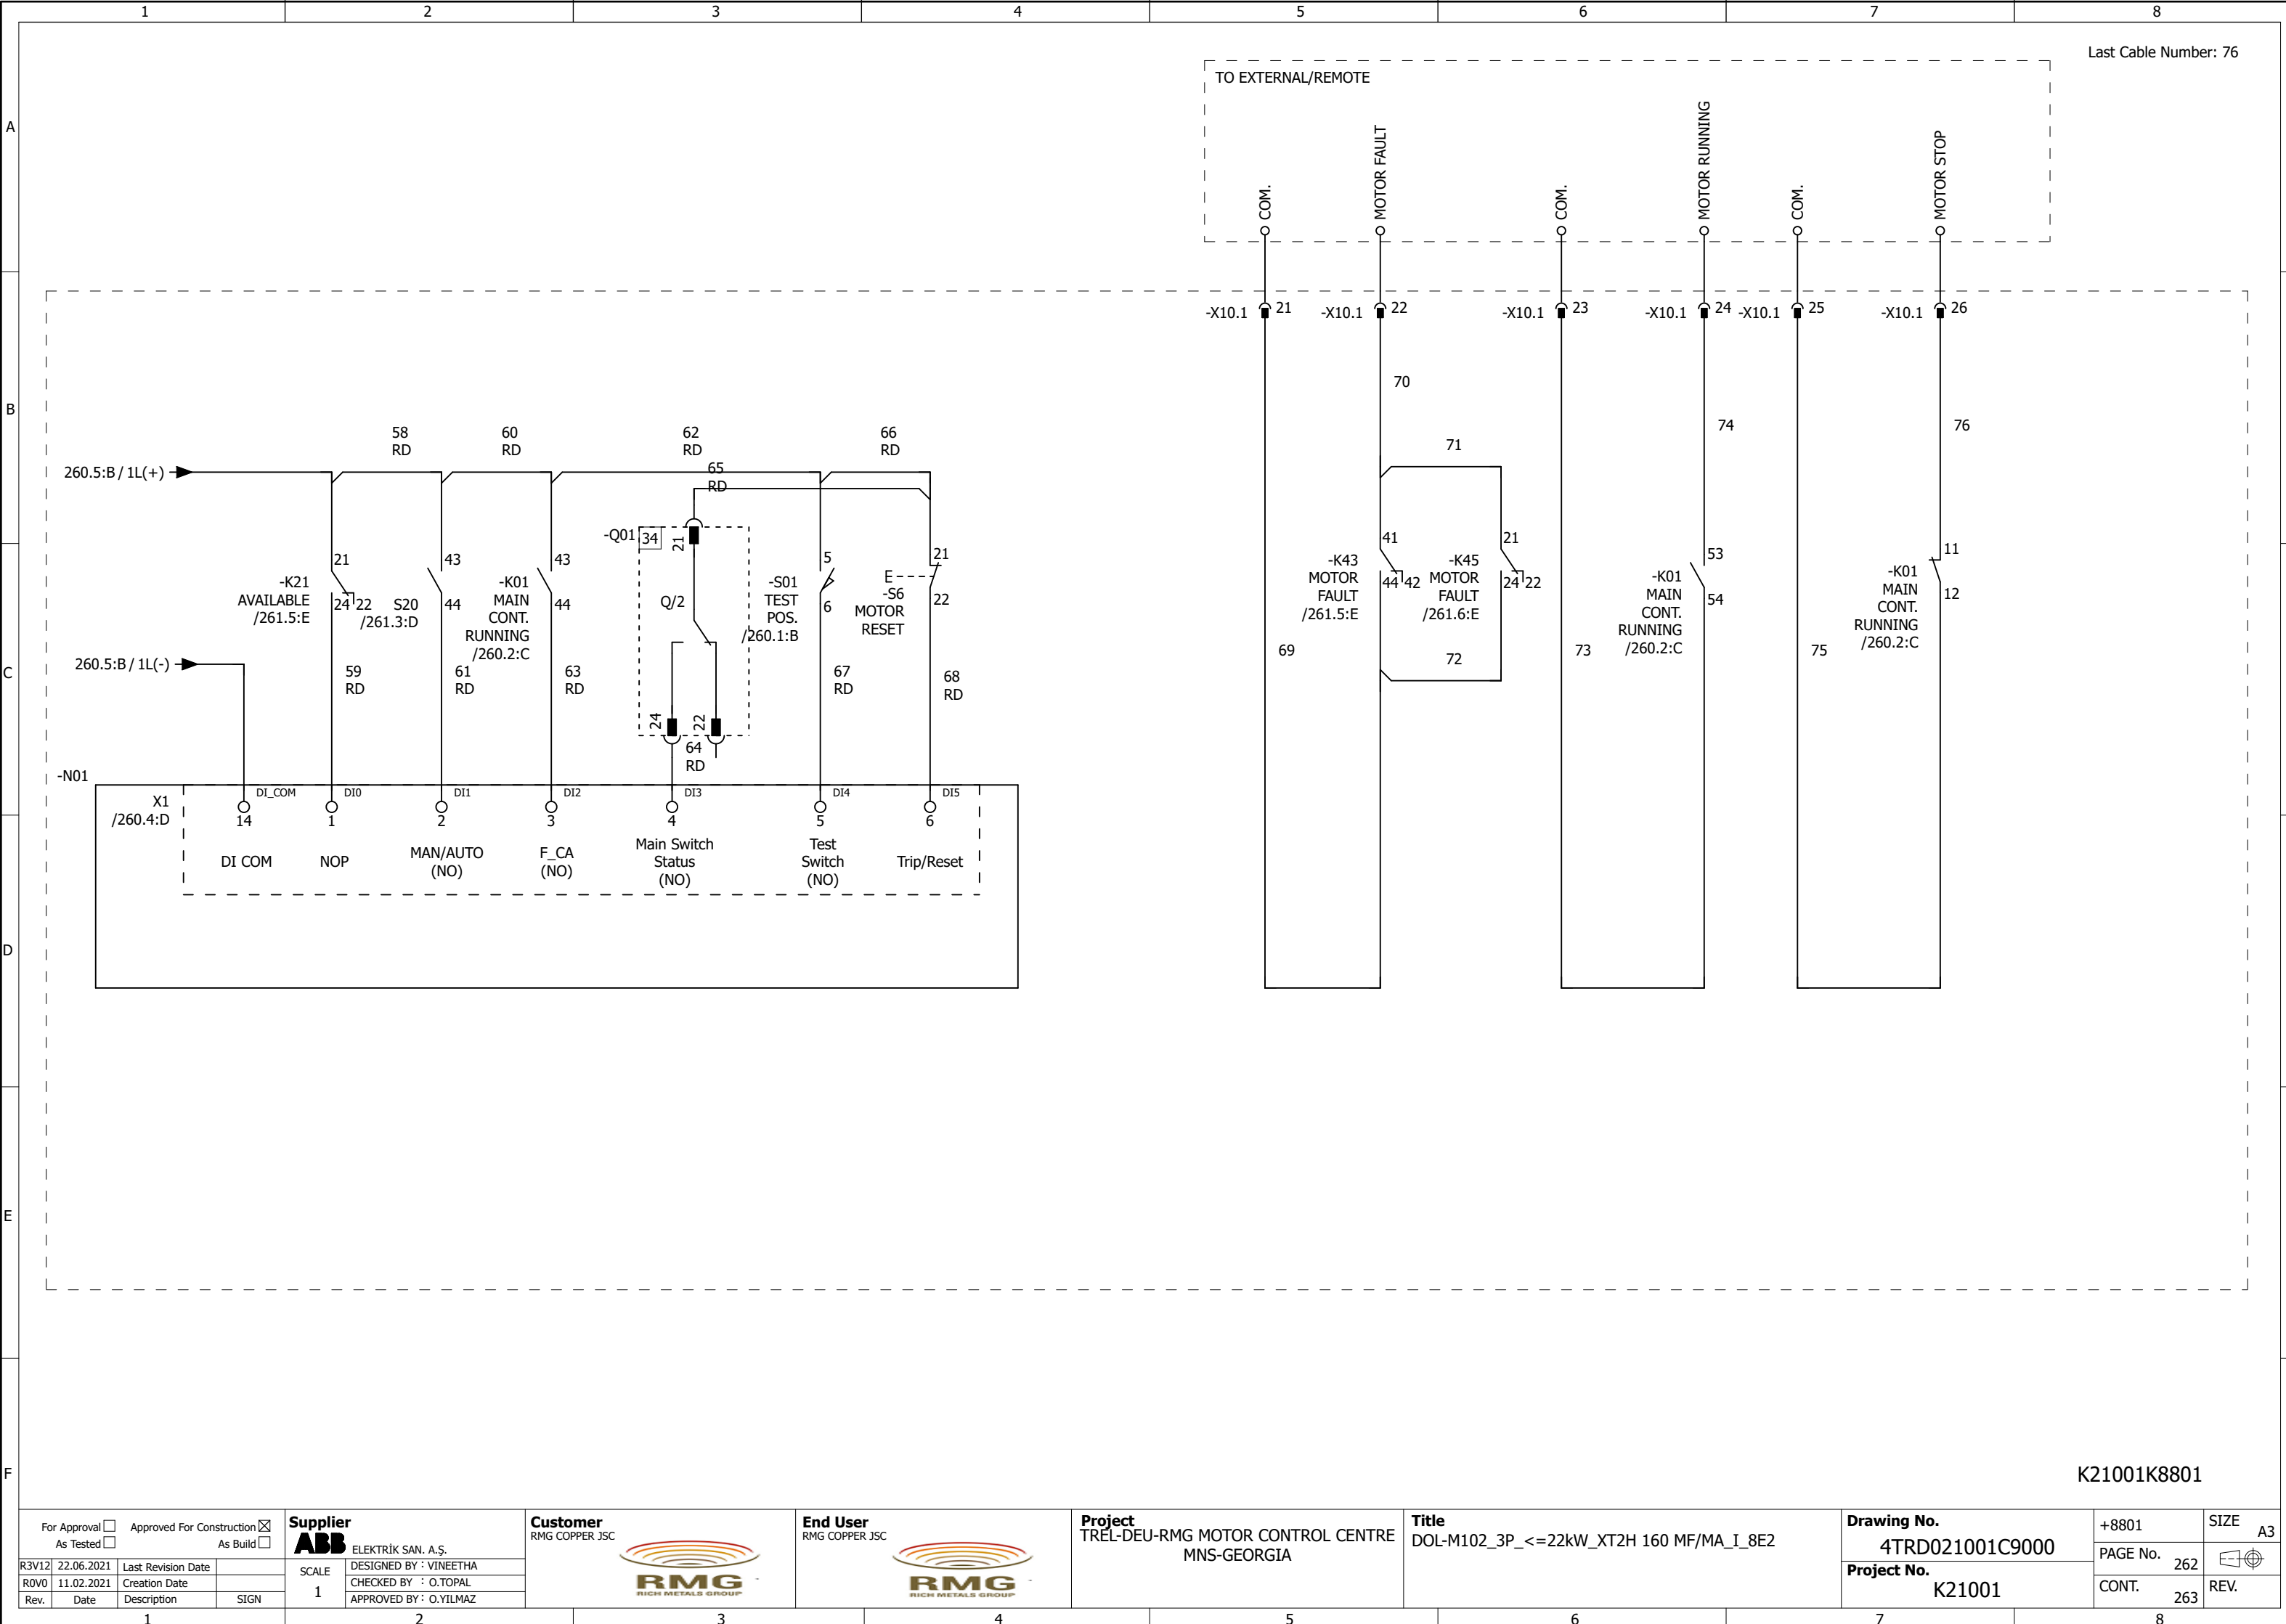 1 2 3 4 5 6 7 8
Last Cable Number: 76
TO EXTERNAL/REMOTE
A
COM.
MOTOR FAULT
COM.
MOTOR RUNNING
COM.
MOTOR STOP
-X10.1 21 -X10.1 22 -X10.1 23 -X10.1 24 -X10.1 25 -X10.1 26
70
B
58 60 62 66
RD RD RD RD
74 76
71
65
RD
260.5:B / 1L(+)
-Q01 34 21
Q/2
24 22
64
RD
21
-K21
AVAILABLE
/261.5:E
24 22
43
S20
/261.3:D
44
43
-K01
MAIN
CONT.
RUNNING
/260.2:C
44
5
-S01
TEST
POS.
/260.1:B
6
21
E
-S6
MOTOR
RESET
22
41
-K43
MOTOR
FAULT
/261.5:E
44 42
21
-K45
MOTOR
FAULT
/261.6:E
24 22
53
-K01
MAIN
CONT.
RUNNING
/260.2:C
54
11
-K01
MAIN
CONT.
RUNNING
/260.2:C
12
260.5:B / 1L(-)
C
59 61 63 67 68
RD RD RD RD RD
69 72 73 75
-N01
X1
/260.4:D
DI_COM DI0 DI1 DI2 DI3 DI4 DI5
14 1 2 3 4 5 6
DI COM
NOP
MAN/AUTO
(NO)
F_CA
(NO)
Main Switch
Status
(NO)
Test
Switch
(NO)
Trip/Reset
D
E
F
K21001K8801
For Approval Approved For Construction
As Tested As Build
R3V12 22.06.2021 Last Revision Date
R0V0 11.02.2021 Creation Date
Rev. Date Description SIGN
Supplier
ABB ELEKTRİK SAN. A.Ş.
SCALE
1
DESIGNED BY : VINEETHA
CHECKED BY : O.TOPAL
APPROVED BY : O.YILMAZ
Customer
RMG COPPER JSC
RMG
RICH METALS GROUP
End User
RMG COPPER JSC
RMG
RICH METALS GROUP
Project
TREL-DEU-RMG MOTOR CONTROL CENTRE
MNS-GEORGIA
Title
DOL-M102_3P_<=22kW_XT2H 160 MF/MA_I_8E2
Drawing No.
4TRD021001C9000
Project No.
K21001
+8801
PAGE No. 262
CONT. 263
SIZE A3
REV.
1 2 3 4 5 6 7 8